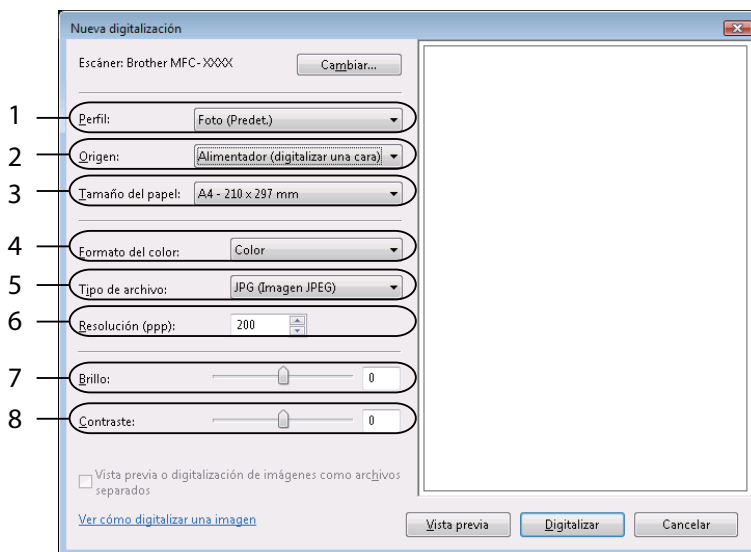 Nueva digitalización
Escáner: Brother MFC-XXXX
Cambiar...
1 Perfil: Foto (Predet.)
2 Origen: Alimentador (digitalizar una cara)
3 Tamaño del papel: A4 - 210 x 297 mm
4 Formato del color: Color
5 Tipo de archivo: JPG (Imagen JPEG)
6 Resolución (ppp): 200
7 Brillo: 0
8 Contraste: 0
Vista previa o digitalización de imágenes como archivos
separados
Ver cómo digitalizar una imagen
Vista previa
Digitalizar
Cancelar